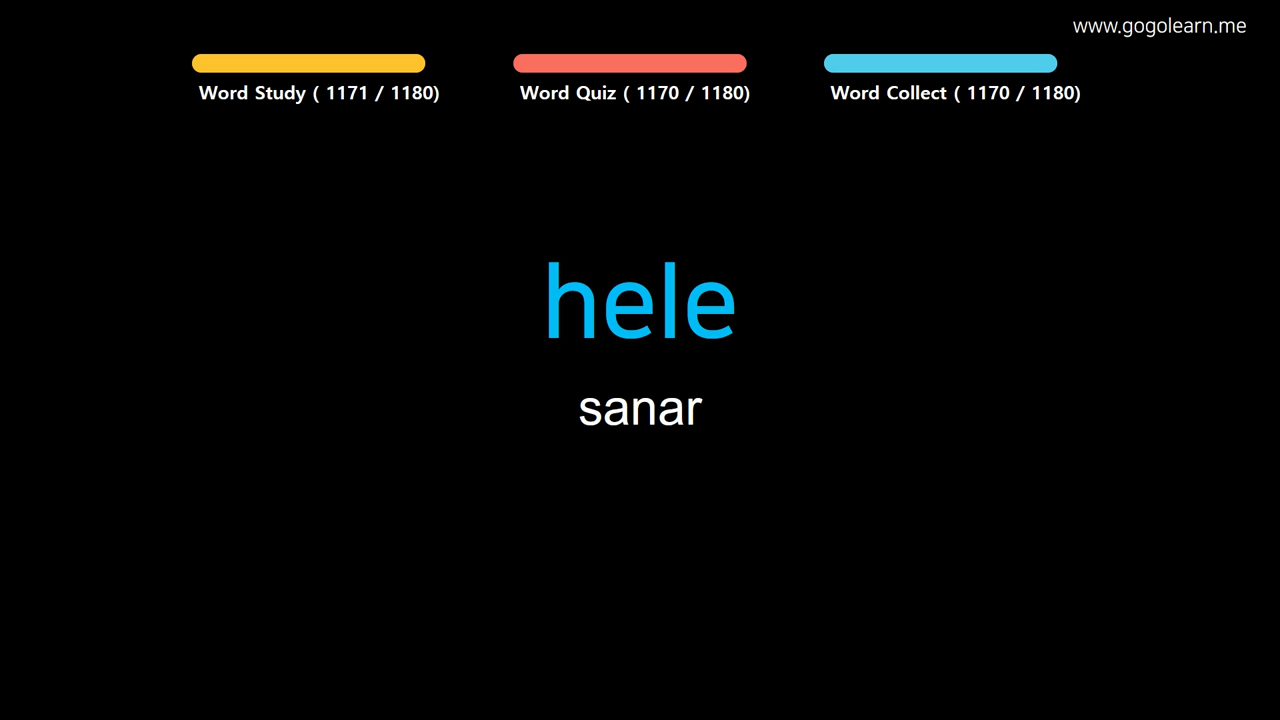 www.gogolearn.me
Word Study ( 1171 / 1180)
Word Quiz ( 1170 / 1180)
Word Collect ( 1170 / 1180)
hele
sanar